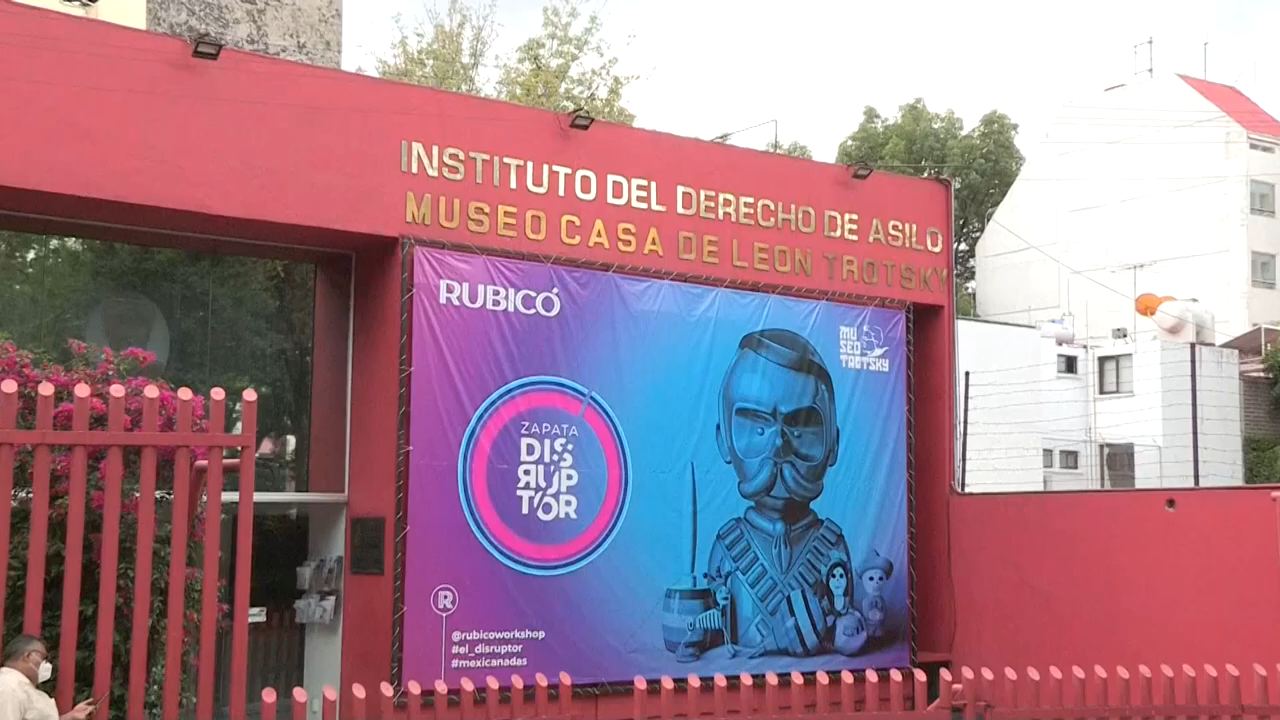 INSTITUTO DEL DERECHO DE ASILO
MUSEO CASA DE LEON TROTSKY
RUBICÓ
MU
SEO
TROTSKY
ZAPATA
DIS
RUP
TOR
R
@rubicoworkshop
#el_disruptor
#mexicanadas